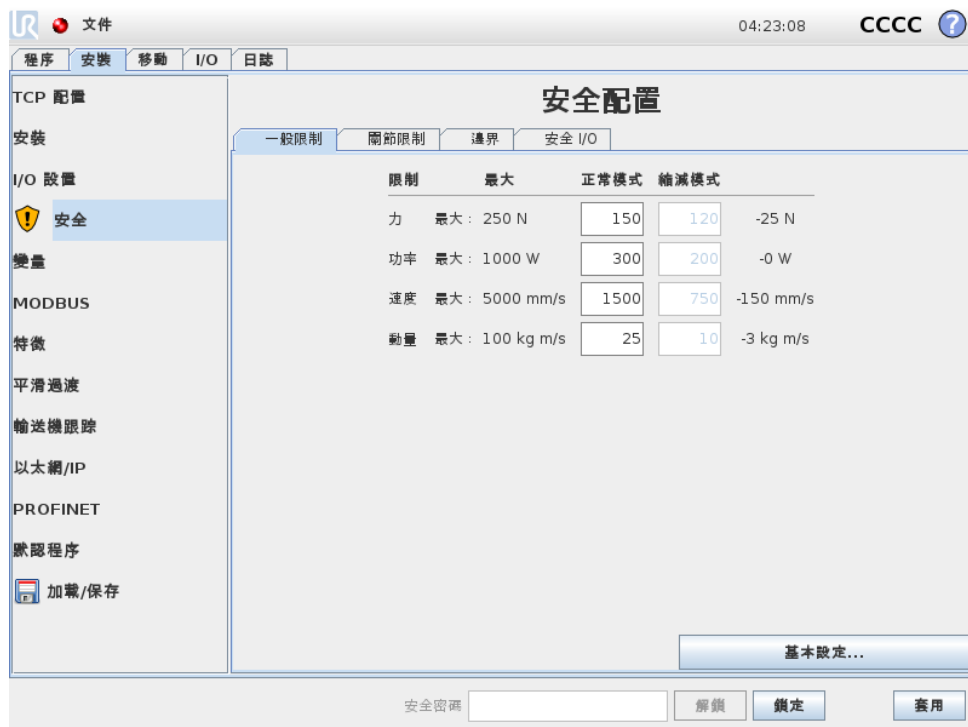 UR 文件 04:23:08 CCCC ?
程序 安裝 移動 I/O 日誌
TCP 配置
安裝
I/O 設置
安全
變量
MODBUS
特徵
平滑過渡
輸送機跟踪
以太網/IP
PROFINET
默認程序
加載/保存
安全配置
一般限制 關節限制 邊界 安全 I/O
限制 最大 正常模式 縮減模式
力 最大： 250 N 150 120 -25 N
功率 最大： 1000 W 300 200 -0 W
速度 最大： 5000 mm/s 1500 750 -150 mm/s
動量 最大： 100 kg m/s 25 10 -3 kg m/s
基本設定...
安全密碼 解鎖 鎖定 套用